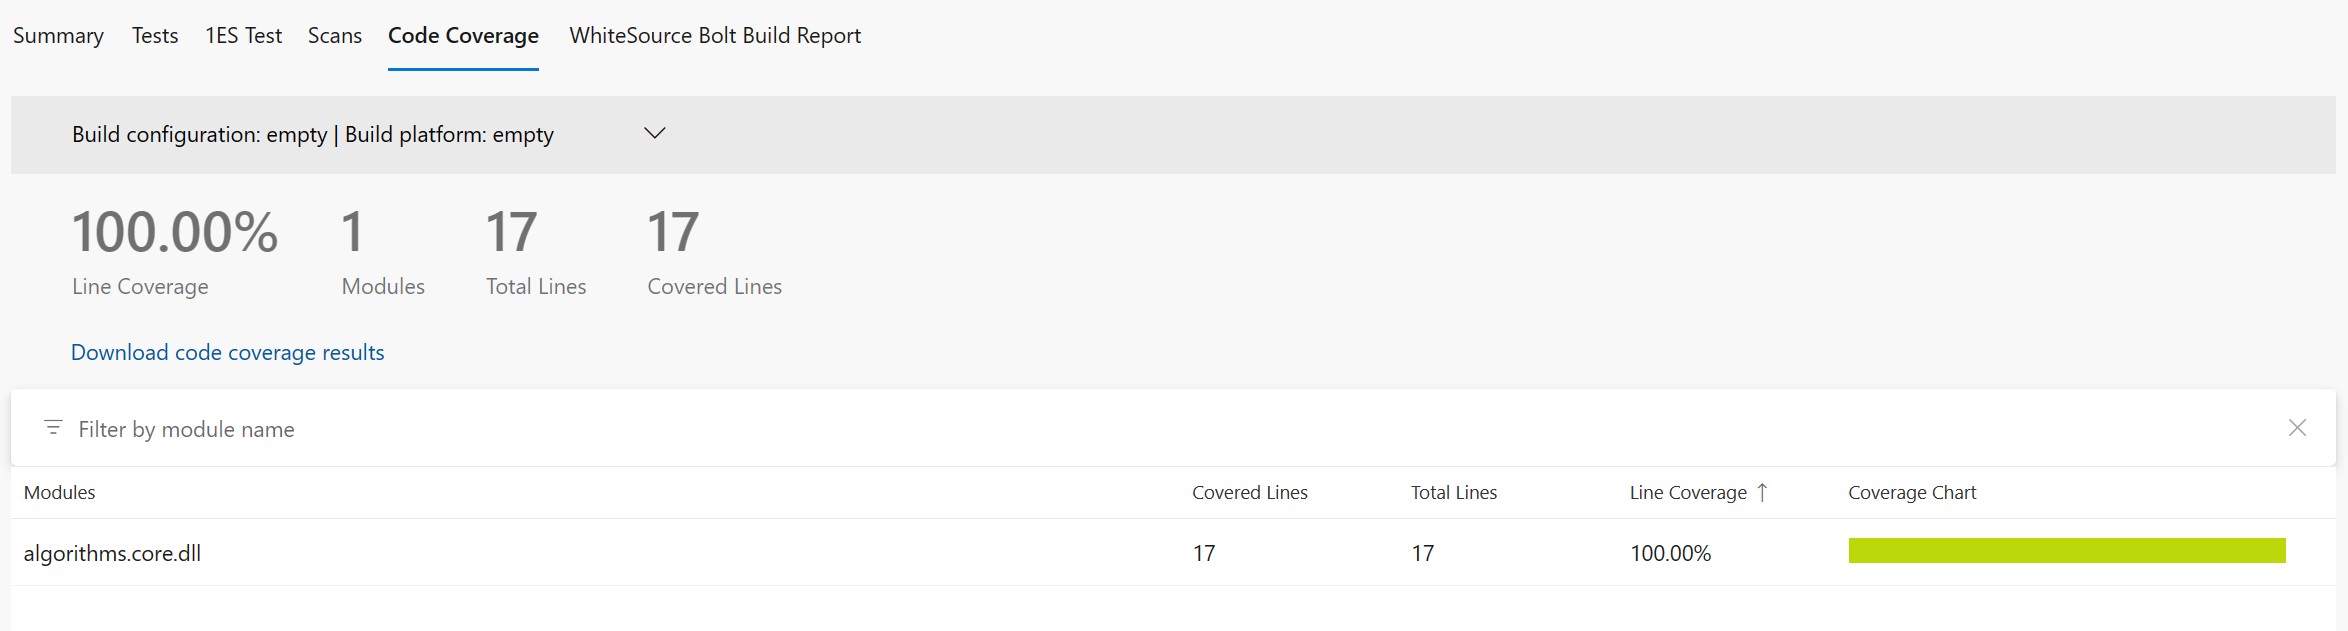 Summary Tests 1ES Test Scans Code Coverage WhiteSource Bolt Build Report
Build configuration: empty | Build platform: empty
100.00% 1 17 17
Line Coverage Modules Total Lines Covered Lines
Download code coverage results
Filter by module name
Modules Covered Lines Total Lines Line Coverage ↑ Coverage Chart
algorithms.core.dll 17 17 100.00%